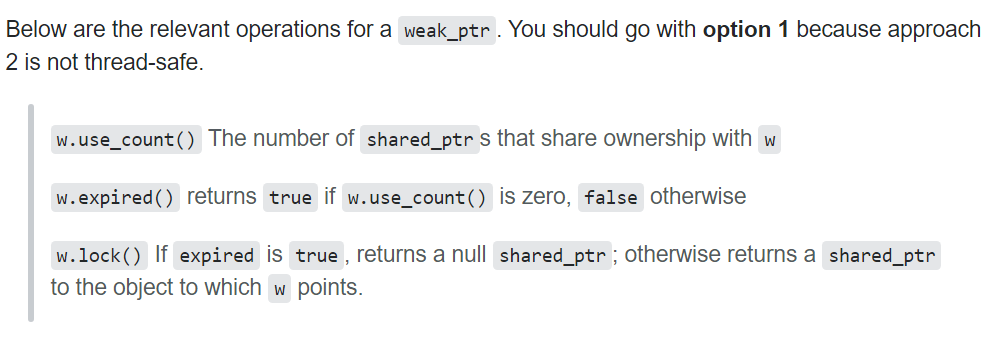 Below are the relevant operations for a weak_ptr. You should go with option 1 because approach
2 is not thread-safe.
w.use_count() The number of shared_ptrs that share ownership with w
w.expired() returns true if w.use_count() is zero, false otherwise
w.lock() If expired is true, returns a null shared_ptr; otherwise returns a shared_ptr
to the object to which w points.